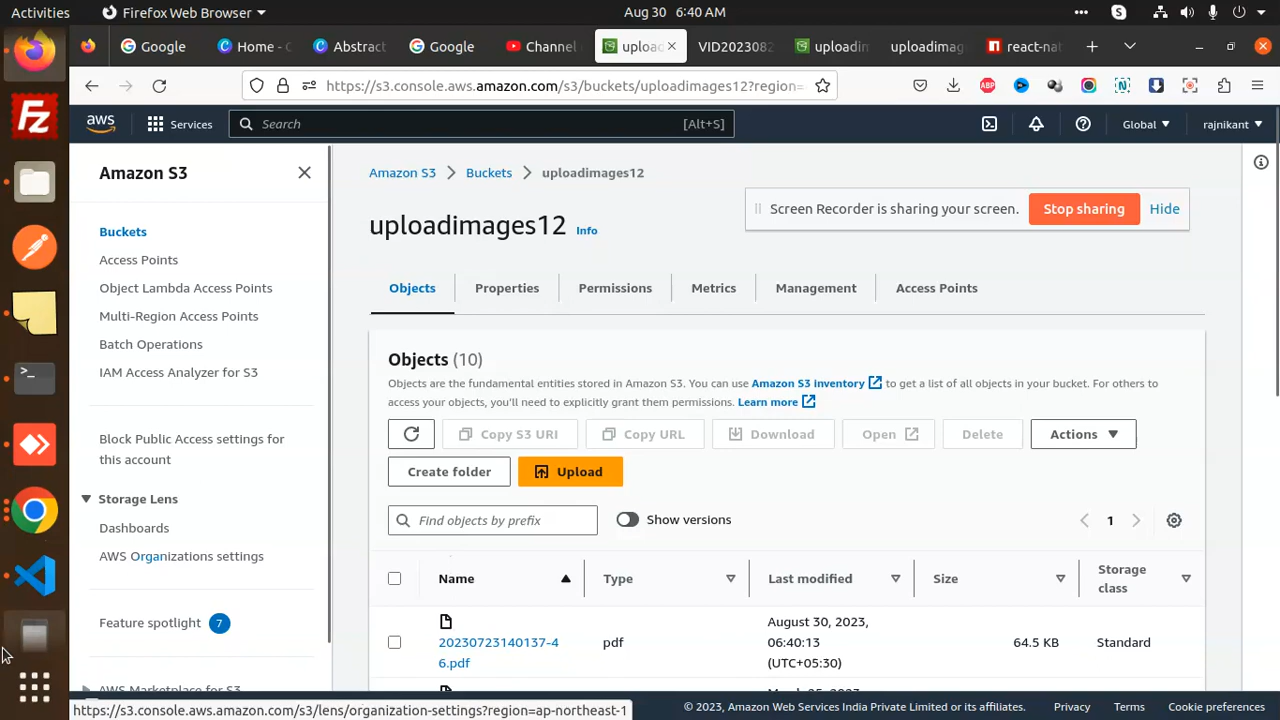 Activities
Firefox Web Browser
Aug 30 6:40 AM
Google
Home -
Abstract
Google
Channel
upload
VID202308
uploadim
uploadimag
react-nat
https://s3.console.aws.amazon.com/s3/buckets/uploadimages12?region=
aws
Services
Search
[Alt+S]
Global
rajnikant
Amazon S3
Buckets
Access Points
Object Lambda Access Points
Multi-Region Access Points
Batch Operations
IAM Access Analyzer for S3
Block Public Access settings for
this account
Storage Lens
Dashboards
AWS Organizations settings
Feature spotlight 7
AWS Marketplace for S3
https://s3.console.aws.amazon.com/s3/lens/organization-settings?region=ap-northeast-1
Amazon S3
Buckets
uploadimages12
Screen Recorder is sharing your screen.
Stop sharing
Hide
uploadimages12 Info
Objects
Properties
Permissions
Metrics
Management
Access Points
Objects (10)
Objects are the fundamental entities stored in Amazon S3. You can use Amazon S3 inventory to get a list of all objects in your bucket. For others to
access your objects, you'll need to explicitly grant them permissions. Learn more
Copy S3 URI
Copy URL
Download
Open
Delete
Actions
Create folder
Upload
Find objects by prefix
Show versions
1
Name
Type
Last modified
Size
Storage
class
20230723140137-4
6.pdf
pdf
August 30, 2023,
06:40:13
(UTC+05:30)
64.5 KB
Standard
© 2023, Amazon Web Services India Private Limited or its affiliates.
Privacy
Terms
Cookie preferences